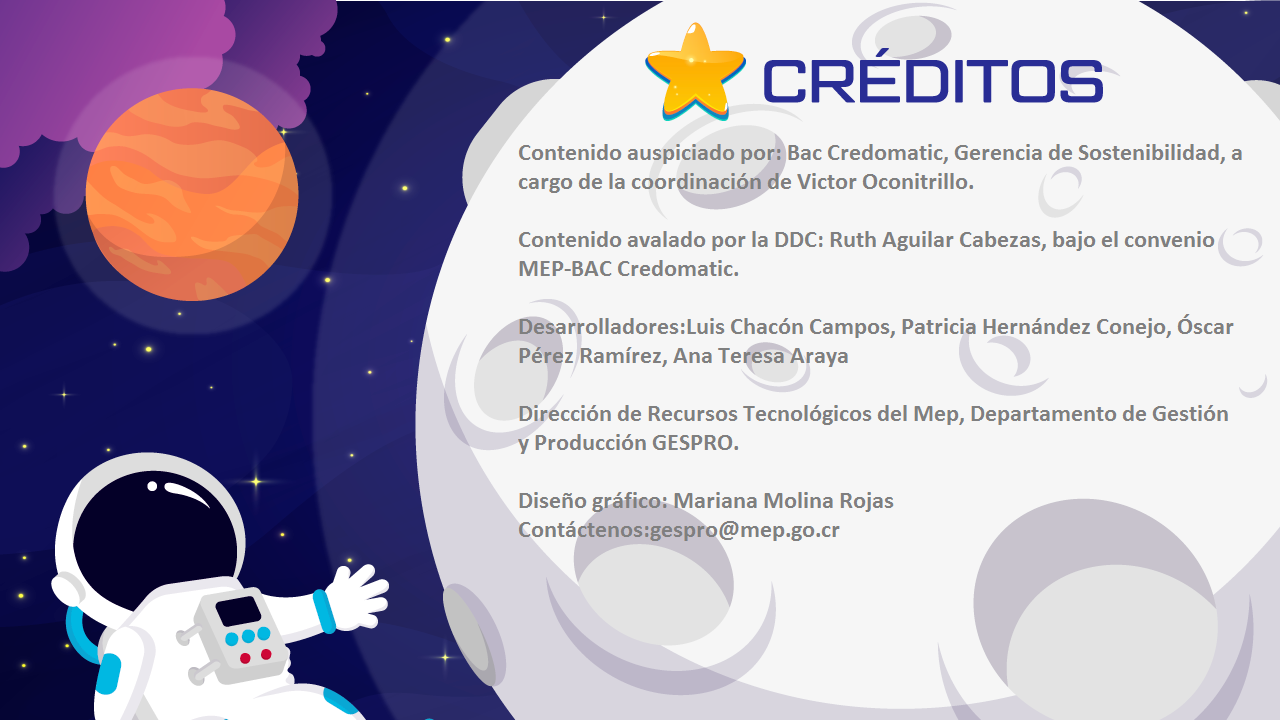 CRÉDITOS
Contenido auspiciado por: Bac Credomatic, Gerencia de Sostenibilidad, a
cargo de la coordinación de Victor Oconitrillo.
Contenido avalado por la DDC: Ruth Aguilar Cabezas, bajo el convenio
MEP-BAC Credomatic.
Desarrolladores:Luis Chacón Campos, Patricia Hernández Conejo, Óscar
Pérez Ramírez, Ana Teresa Araya
Dirección de Recursos Tecnológicos del Mep, Departamento de Gestión
y Producción GESPRO.
Diseño gráfico: Mariana Molina Rojas
Contáctenos:gespro@mep.go.cr